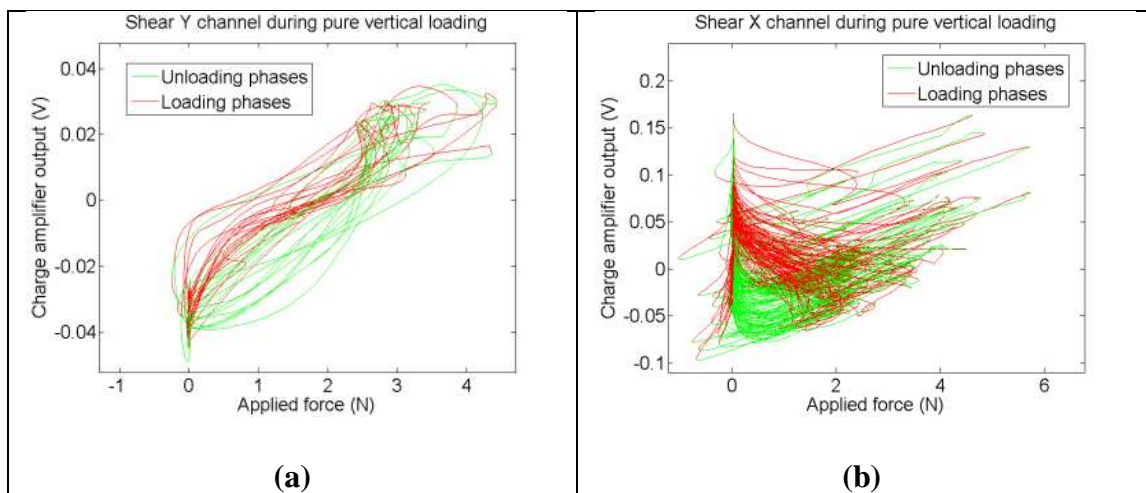 Shear Y channel during pure vertical loading
Charge amplifier output (V)
0.04
0.02
0
-0.02
-0.04
Unloading phases
Loading phases
-1 0 1 2 3 4
Applied force (N)
(a)
Shear X channel during pure vertical loading
Charge amplifier output (V)
0.2
0.15
0.1
0.05
0
-0.05
-0.1
Unloading phases
Loading phases
0 2 4 6
Applied force (N)
(b)